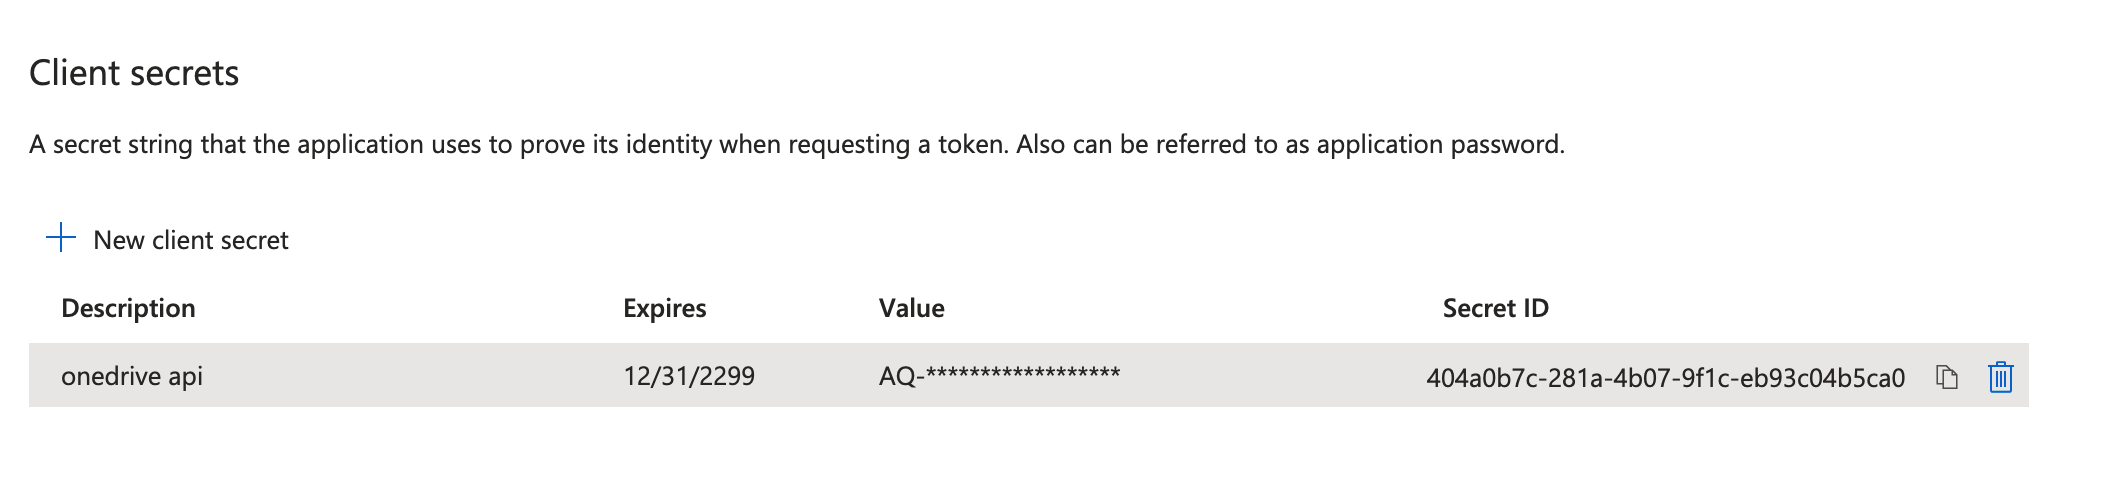 Client secrets
A secret string that the application uses to prove its identity when requesting a token. Also can be referred to as application password.
New client secret
Description Expires Value Secret ID
onedrive api 12/31/2299 AQ-****************** 404a0b7c-281a-4b07-9f1c-eb93c04b5ca0